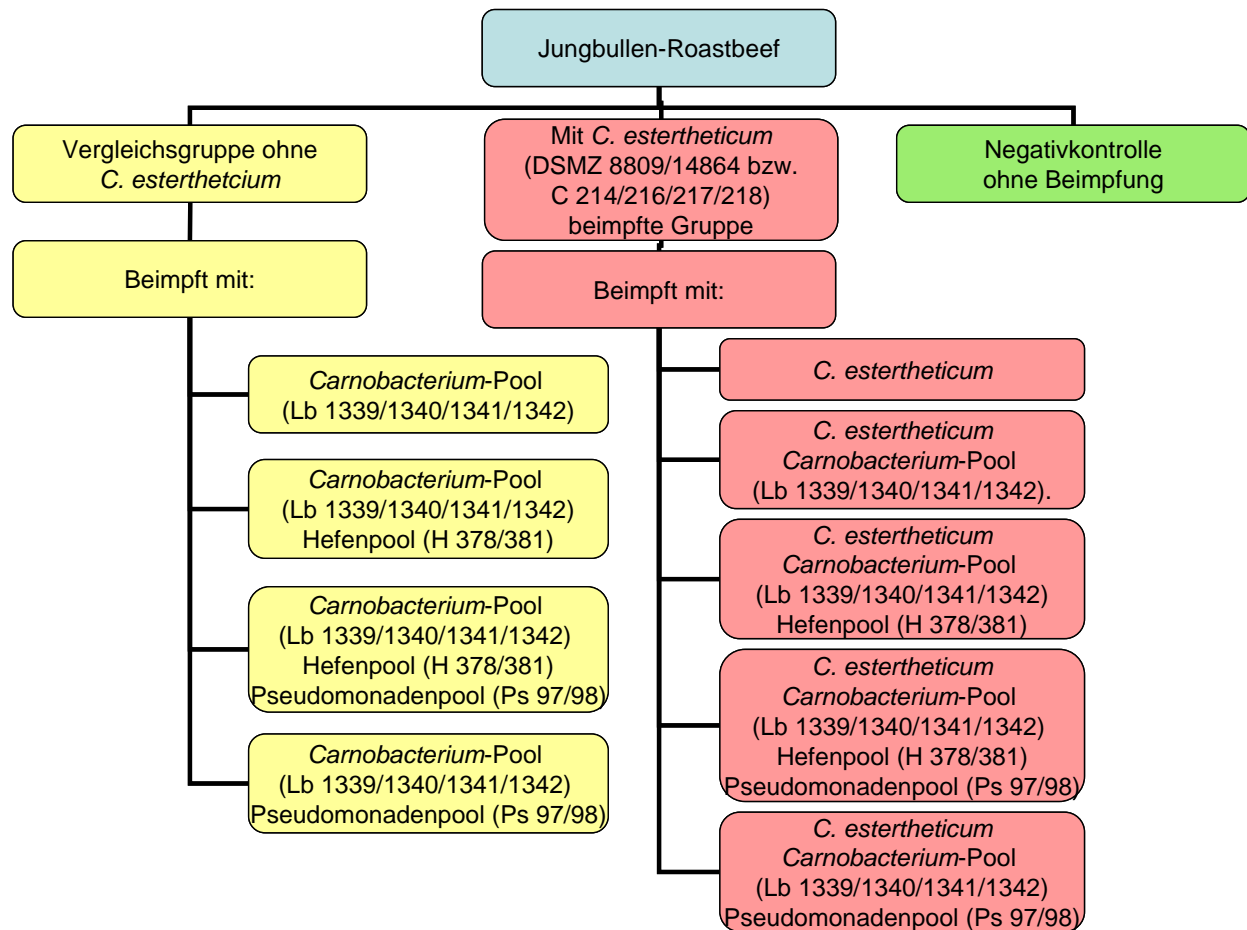 Jungbullen-Roastbeef
Vergleichsgruppe ohne
C. esterthetcium
Mit C. estertheticum
(DSMZ 8809/14864 bzw.
C 214/216/217/218)
beimpfte Gruppe
Negativkontrolle
ohne Beimpfung
Beimpft mit:
Beimpft mit:
Carnobacterium-Pool
(Lb 1339/1340/1341/1342)
Carnobacterium-Pool
(Lb 1339/1340/1341/1342)
Hefenpool (H 378/381)
Carnobacterium-Pool
(Lb 1339/1340/1341/1342)
Hefenpool (H 378/381)
Pseudomonadenpool (Ps 97/98)
Carnobacterium-Pool
(Lb 1339/1340/1341/1342)
Pseudomonadenpool (Ps 97/98)
C. estertheticum
C. estertheticum
Carnobacterium-Pool
(Lb 1339/1340/1341/1342).
C. estertheticum
Carnobacterium-Pool
(Lb 1339/1340/1341/1342)
Hefenpool (H 378/381)
C. estertheticum
Carnobacterium-Pool
(Lb 1339/1340/1341/1342)
Hefenpool (H 378/381)
Pseudomonadenpool (Ps 97/98)
C. estertheticum
Carnobacterium-Pool
(Lb 1339/1340/1341/1342)
Pseudomonadenpool (Ps 97/98)